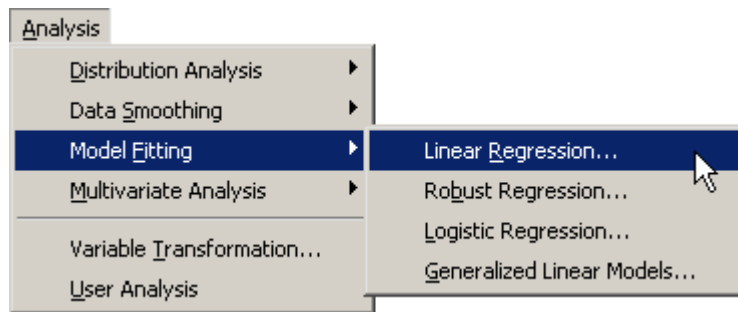 Analysis
Distribution Analysis
Data Smoothing
Model Fitting
Multivariate Analysis
Variable Transformation...
User Analysis
Linear Regression...
Robust Regression...
Logistic Regression...
Generalized Linear Models...